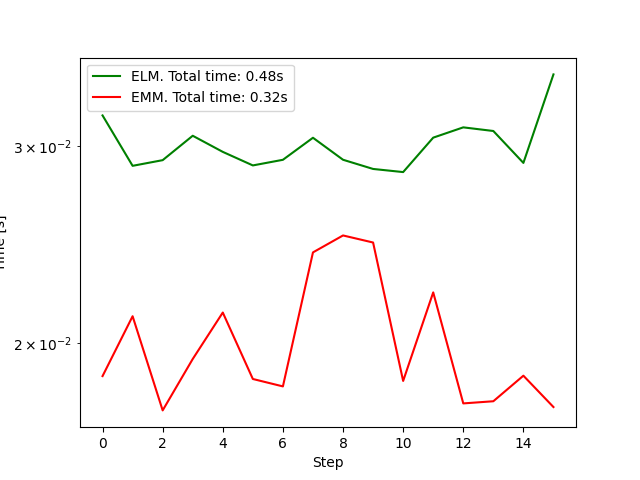 ELM. Total time: 0.48s
EMM. Total time: 0.32s
3 × 10⁻²
2 × 10⁻²
Time [s]
0 2 4 6 8 10 12 14
Step